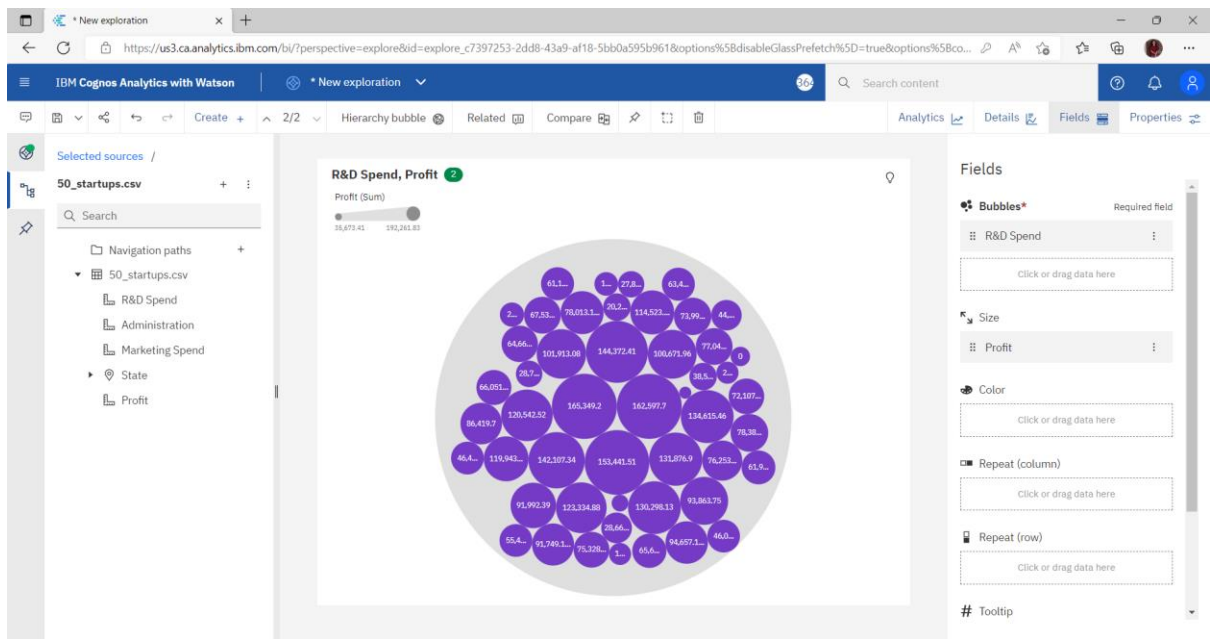 * New exploration
https://us3.ca.analytics.ibm.com/bi/?perspective=explore&id=explore_c7397253-2dd8-43a9-af18-5bb0a595b961&options%5BdisableGlassPrefetch%5D=true&options%5Bco...
IBM Cognos Analytics with Watson
* New exploration
364
Search content
Create +
2/2
Hierarchy bubble
Related
Compare
Analytics
Details
Fields
Properties
Selected sources /
50_startups.csv
Search
Navigation paths
50_startups.csv
R&D Spend
Administration
Marketing Spend
State
Profit
R&D Spend, Profit 2
Profit (Sum)
192,261.83
61,1... 1... 27,8... 63,4...
2... 67,53... 78,013.1... 20,2... 114,523... 73,99... 44,...
64,66... 101,913.08 144,372.41 100,671.96 77,04... 0
28,7... 38,5... 2...
66,051... 165,349.2 162,597.7 72,107...
86,419.7 120,542.52 134,615.46 78,38...
46,4... 119,943... 142,107.34 153,441.51 131,876.9 76,253... 61,9...
91,992.39 123,334.88 130,298.13 93,863.75
28,66...
55,4... 91,749.1... 75,328... 1... 65,6... 94,657.1... 46,0...
Fields
Bubbles* Required field
R&D Spend
Click or drag data here
Size
Profit
Color
Click or drag data here
Repeat (column)
Click or drag data here
Repeat (row)
Click or drag data here
Tooltip